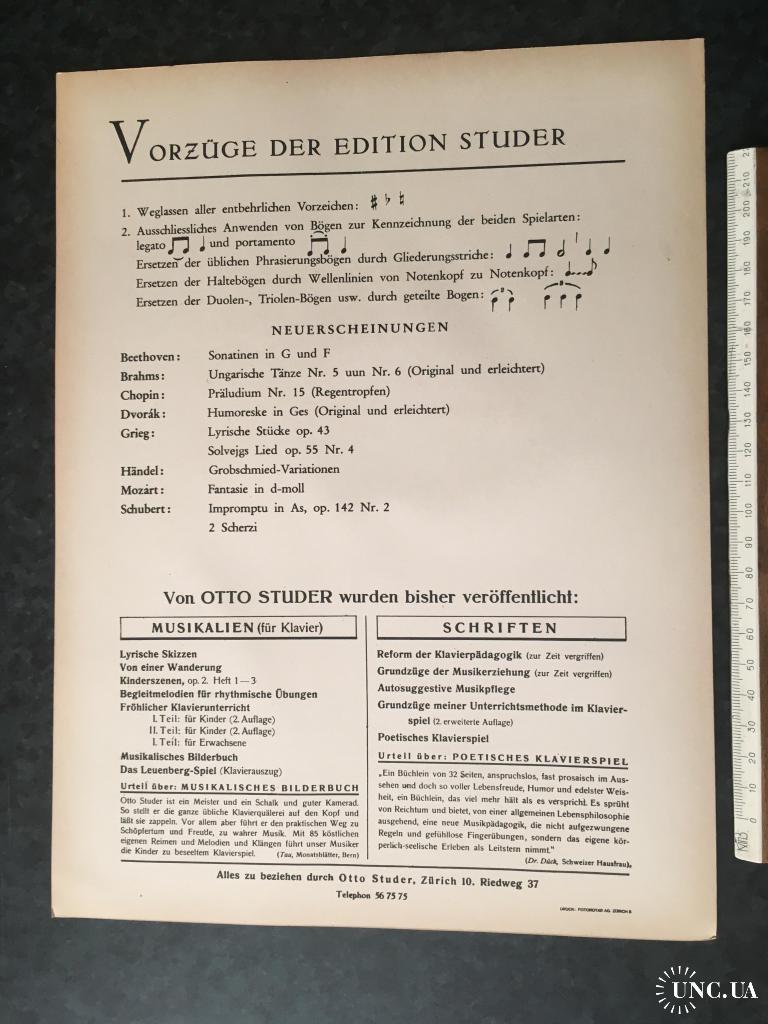 VORZÜGE DER EDITION STUDER
1. Weglassen aller entbehrlichen Vorzeichen: ♯ ♭ ♮
2. Ausschliessliches Anwenden von Bögen zur Kennzeichnung der beiden Spielarten:
legato und portamento
Ersetzen der üblichen Phrasierungsbögen durch Gliederungsstriche:
Ersetzen der Haltebögen durch Wellenlinien von Notenkopf zu Notenkopf:
Ersetzen der Duolen-, Triolen-Bögen usw. durch geteilte Bogen:
NEUERSCHEINUNGEN
Beethoven: Sonatinen in G und F
Brahms: Ungarische Tänze Nr. 5 uun Nr. 6 (Original und erleichtert)
Chopin: Präludium Nr. 15 (Regentropfen)
Dvorák: Humoreske in Ges (Original und erleichtert)
Grieg: Lyrische Stücke op. 43
Solvejgs Lied op. 55 Nr. 4
Händel: Grobschmied-Variationen
Mozart: Fantasie in d-moll
Schubert: Impromptu in As, op. 142 Nr. 2
2 Scherzi
Von OTTO STUDER wurden bisher veröffentlicht:
MUSIKALIEN (für Klavier)
Lyrische Skizzen
Von einer Wanderung
Kinderszenen, op. 2. Heft 1—3
Begleitmelodien für rhythmische Übungen
Fröhlicher Klavierunterricht
I. Teil: für Kinder (2. Auflage)
II. Teil: für Kinder (2. Auflage)
I. Teil: für Erwachsene
Musikalisches Bilderbuch
Das Leuenberg-Spiel (Klavierauszug)
Urteil über: MUSIKALISCHES BILDERBUCH
Otto Studer ist ein Meister und ein Schalk und guter Kamerad.
So stellt er die ganze übliche Klavierquälerei auf den Kopf und
läßt sie zappeln. Vor allem aber führt er den praktischen Weg zu
Schöpfertum und Freude, zu wahrer Musik. Mit 85 köstlichen
eigenen Reimen und Melodien und Klängen führt unser Musiker
die Kinder zu beseeltem Klavierspiel. (Tau, Monatsblätter, Bern)
SCHRIFTEN
Reform der Klavierpädagogik (zur Zeit vergriffen)
Grundzüge der Musikerziehung (zur Zeit vergriffen)
Autosuggestive Musikpflege
Grundzüge meiner Unterrichtsmethode im Klavier-
spiel (2. erweiterte Auflage)
Poetisches Klavierspiel
Urteil über: POETISCHES KLAVIERSPIEL
„Ein Büchlein von 32 Seiten, anspruchslos, fast prosaisch im Aus-
sehen und doch so voller Lebensfreude, Humor und edelster Weis-
heit, ein Büchlein, das viel mehr hält als es verspricht. Es sprüht
von Reichtum und bietet, von einer allgemeinen Lebensphilosophie
ausgehend, eine neue Musikpädagogik, die nicht aufgezwungene
Regeln und gefühllose Fingerübungen, sondern das eigene kör-
perlich-seelische Erleben als Leitstern nimmt."
(Dr. Dück, Schweizer Hausfrau).
Alles zu beziehen durch Otto Studer, Zürich 10. Riedweg 37
Telephon 56 75 75
DRUCK: FOTOROTAR AG. ZÜRICH 8
UNC.UA